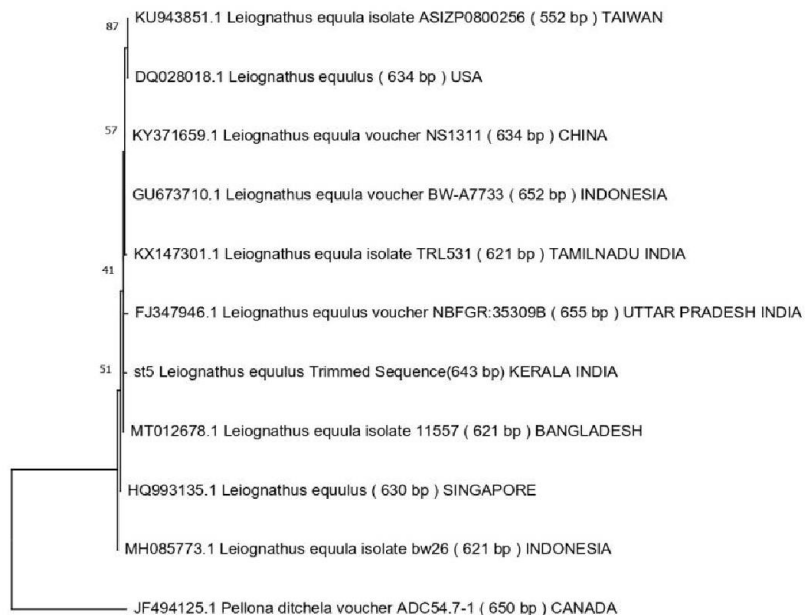 KU943851.1 Leiognathus equula isolate ASIZP0800256 ( 552 bp ) TAIWAN
87
DQ028018.1 Leiognathus equulus ( 634 bp ) USA
57
KY371659.1 Leiognathus equula voucher NS1311 ( 634 bp ) CHINA
GU673710.1 Leiognathus equula voucher BW-A7733 ( 652 bp ) INDONESIA
KX147301.1 Leiognathus equula isolate TRL531 ( 621 bp ) TAMILNADU INDIA
41
FJ347946.1 Leiognathus equulus voucher NBFGR:35309B ( 655 bp ) UTTAR PRADESH INDIA
51
st5 Leiognathus equulus Trimmed Sequence(643 bp) KERALA INDIA
MT012678.1 Leiognathus equula isolate 11557 ( 621 bp ) BANGLADESH
HQ993135.1 Leiognathus equulus ( 630 bp ) SINGAPORE
MH085773.1 Leiognathus equula isolate bw26 ( 621 bp ) INDONESIA
JF494125.1 Pellona ditchela voucher ADC54.7-1 ( 650 bp ) CANADA